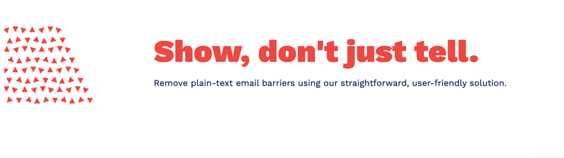 Show, don't just tell.
Remove plain-text email barriers using our straightforward, user-friendly solution.